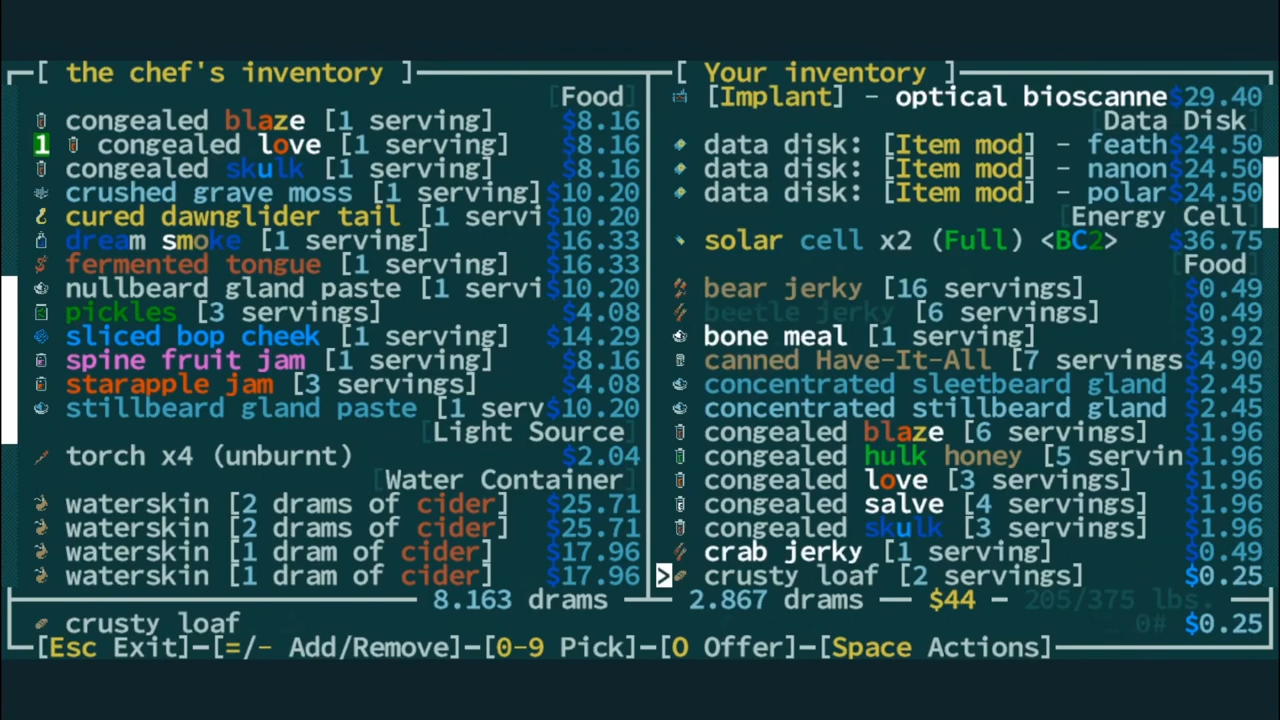 [ the chef's inventory ]
[Food]
congealed blaze [1 serving] $8.16
1 congealed love [1 serving] $8.16
congealed skulk [1 serving] $8.16
crushed grave moss [1 serving] $10.20
cured dawnglider tail [1 servi $10.20
dream smoke [1 serving] $16.33
fermented tongue [1 serving] $16.33
nullbeard gland paste [1 servi $10.20
pickles [3 servings] $4.08
sliced bop cheek [1 serving] $14.29
spine fruit jam [1 serving] $8.16
starapple jam [3 servings] $4.08
stillbeard gland paste [1 serv $10.20
[Light Source]
torch x4 (unburnt) $2.04
[Water Container]
waterskin [2 drams of cider] $25.71
waterskin [2 drams of cider] $25.71
waterskin [1 dram of cider] $17.96
waterskin [1 dram of cider] $17.96
8.163 drams
[ Your inventory ]
[Implant] - optical bioscanne $29.40
[Data Disk]
data disk: [Item mod] - feath $24.50
data disk: [Item mod] - nanon $24.50
data disk: [Item mod] - polar $24.50
[Energy Cell]
solar cell x2 (Full) <BC2> $36.75
[Food]
bear jerky [16 servings] $0.49
beetle jerky [6 servings] $0.49
bone meal [1 serving] $3.92
canned Have-It-All [7 servings $4.90
concentrated sleetbeard gland $2.45
concentrated stillbeard gland $2.45
congealed blaze [6 servings] $1.96
congealed hulk honey [5 servin $1.96
congealed love [3 servings] $1.96
congealed salve [4 servings] $1.96
congealed skulk [3 servings] $1.96
crab jerky [1 serving] $0.49
> crusty loaf [2 servings] $0.25
2.867 drams — $44 — 205/375 lbs.
crusty loaf 0# $0.25
[Esc Exit]—[=/- Add/Remove]—[0-9 Pick]—[O Offer]—[Space Actions]